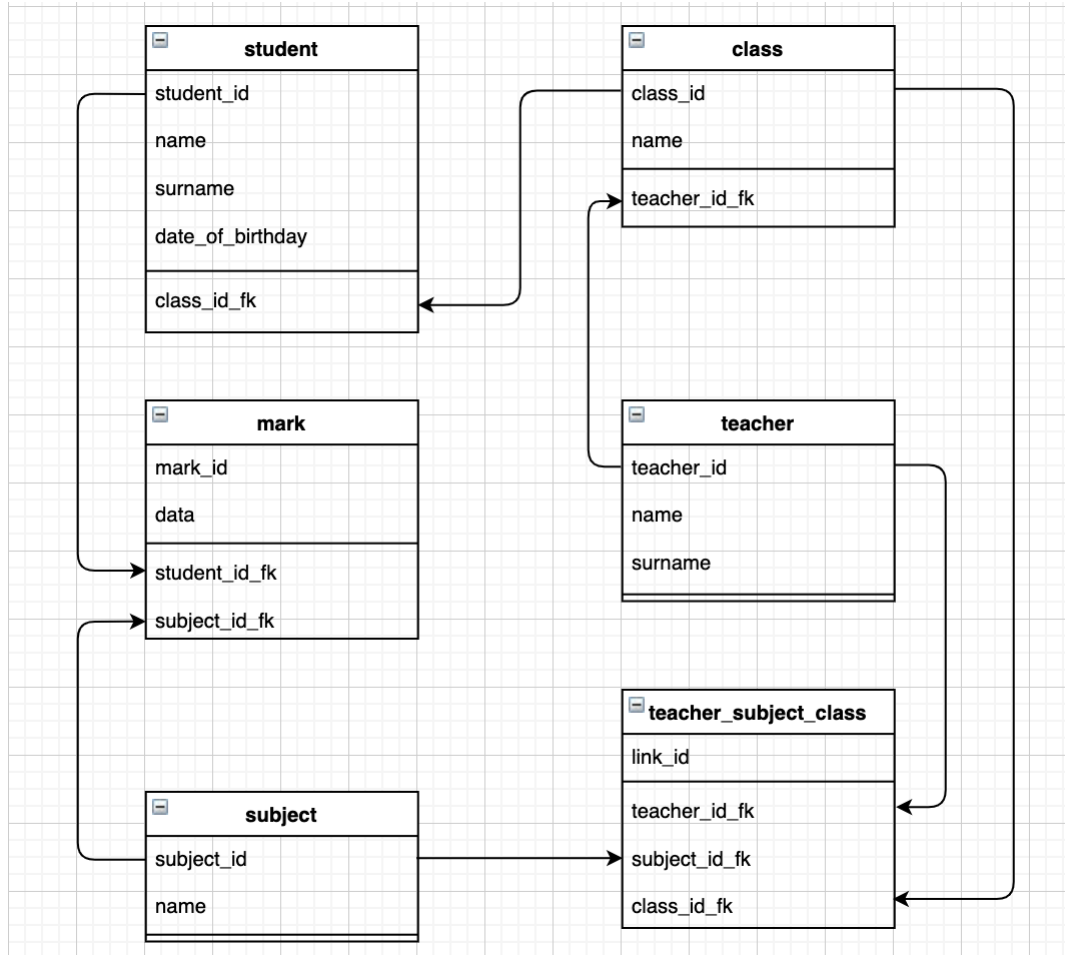 student
student_id
name
surname
date_of_birthday
class_id_fk
class
class_id
name
teacher_id_fk
mark
mark_id
data
student_id_fk
subject_id_fk
teacher
teacher_id
name
surname
subject
subject_id
name
teacher_subject_class
link_id
teacher_id_fk
subject_id_fk
class_id_fk